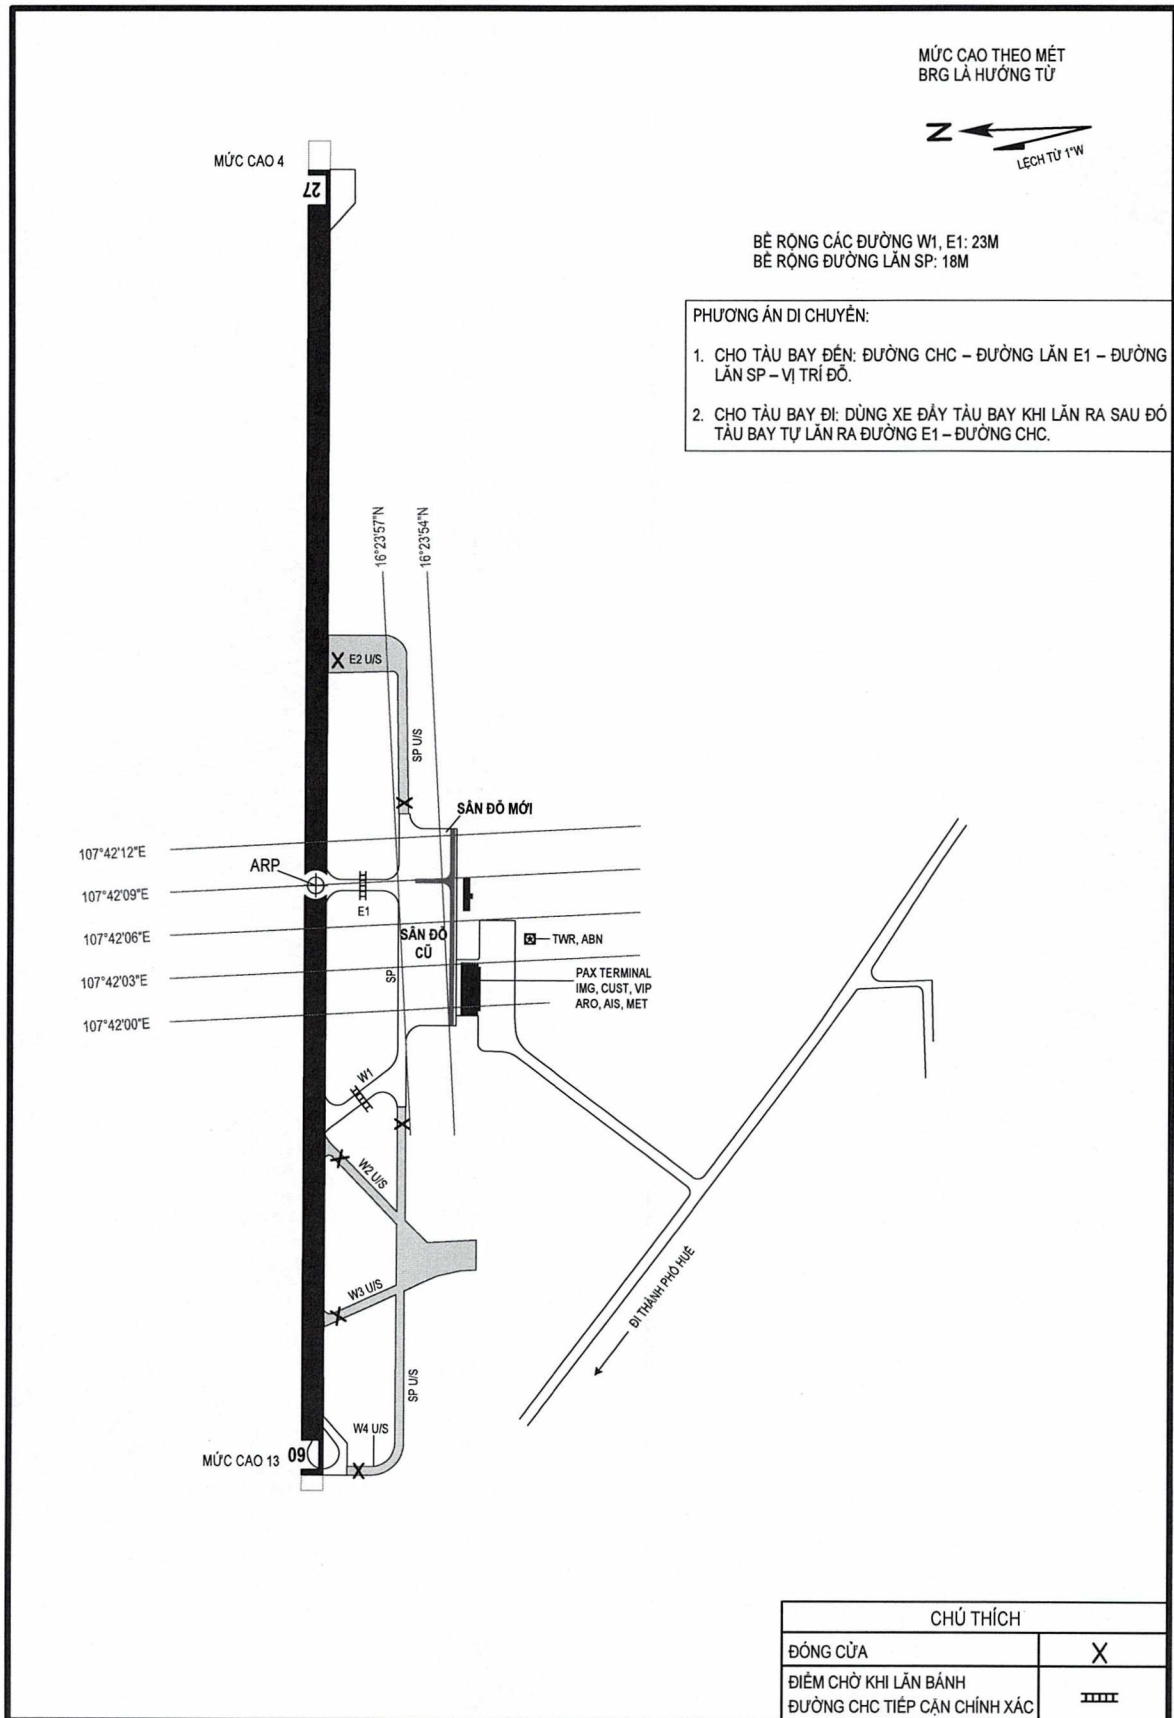 MỨC CAO THEO MÉT
BRG LÀ HƯỚNG TỪ
N
LỆCH TỪ 1°W
MỨC CAO 4
27
BỀ RỘNG CÁC ĐƯỜNG W1, E1: 23M
BỀ RỘNG ĐƯỜNG LĂN SP: 18M
PHƯƠNG ÁN DI CHUYỂN:
1. CHO TÀU BAY ĐẾN: ĐƯỜNG CHC – ĐƯỜNG LĂN E1 – ĐƯỜNG
LĂN SP – VỊ TRÍ ĐỖ.
2. CHO TÀU BAY ĐI: DÙNG XE ĐẨY TÀU BAY KHI LĂN RA SAU ĐÓ
TÀU BAY TỰ LĂN RA ĐƯỜNG E1 – ĐƯỜNG CHC.
16°23'57"N
16°23'54"N
E2 U/S
SP U/S
SÂN ĐỖ MỚI
107°42'12"E
ARP
107°42'09"E
E1
107°42'06"E
SÂN ĐỖ
CŨ
TWR, ABN
SP
107°42'03"E
PAX TERMINAL
IMG, CUST, VIP
ARO, AIS, MET
107°42'00"E
W1
W2 U/S
W3 U/S
ĐI THÀNH PHỐ HUẾ
SP U/S
W4 U/S
MỨC CAO 13
09
CHÚ THÍCH
ĐÓNG CỬA
ĐIỂM CHỜ KHI LĂN BÁNH
ĐƯỜNG CHC TIẾP CẬN CHÍNH XÁC